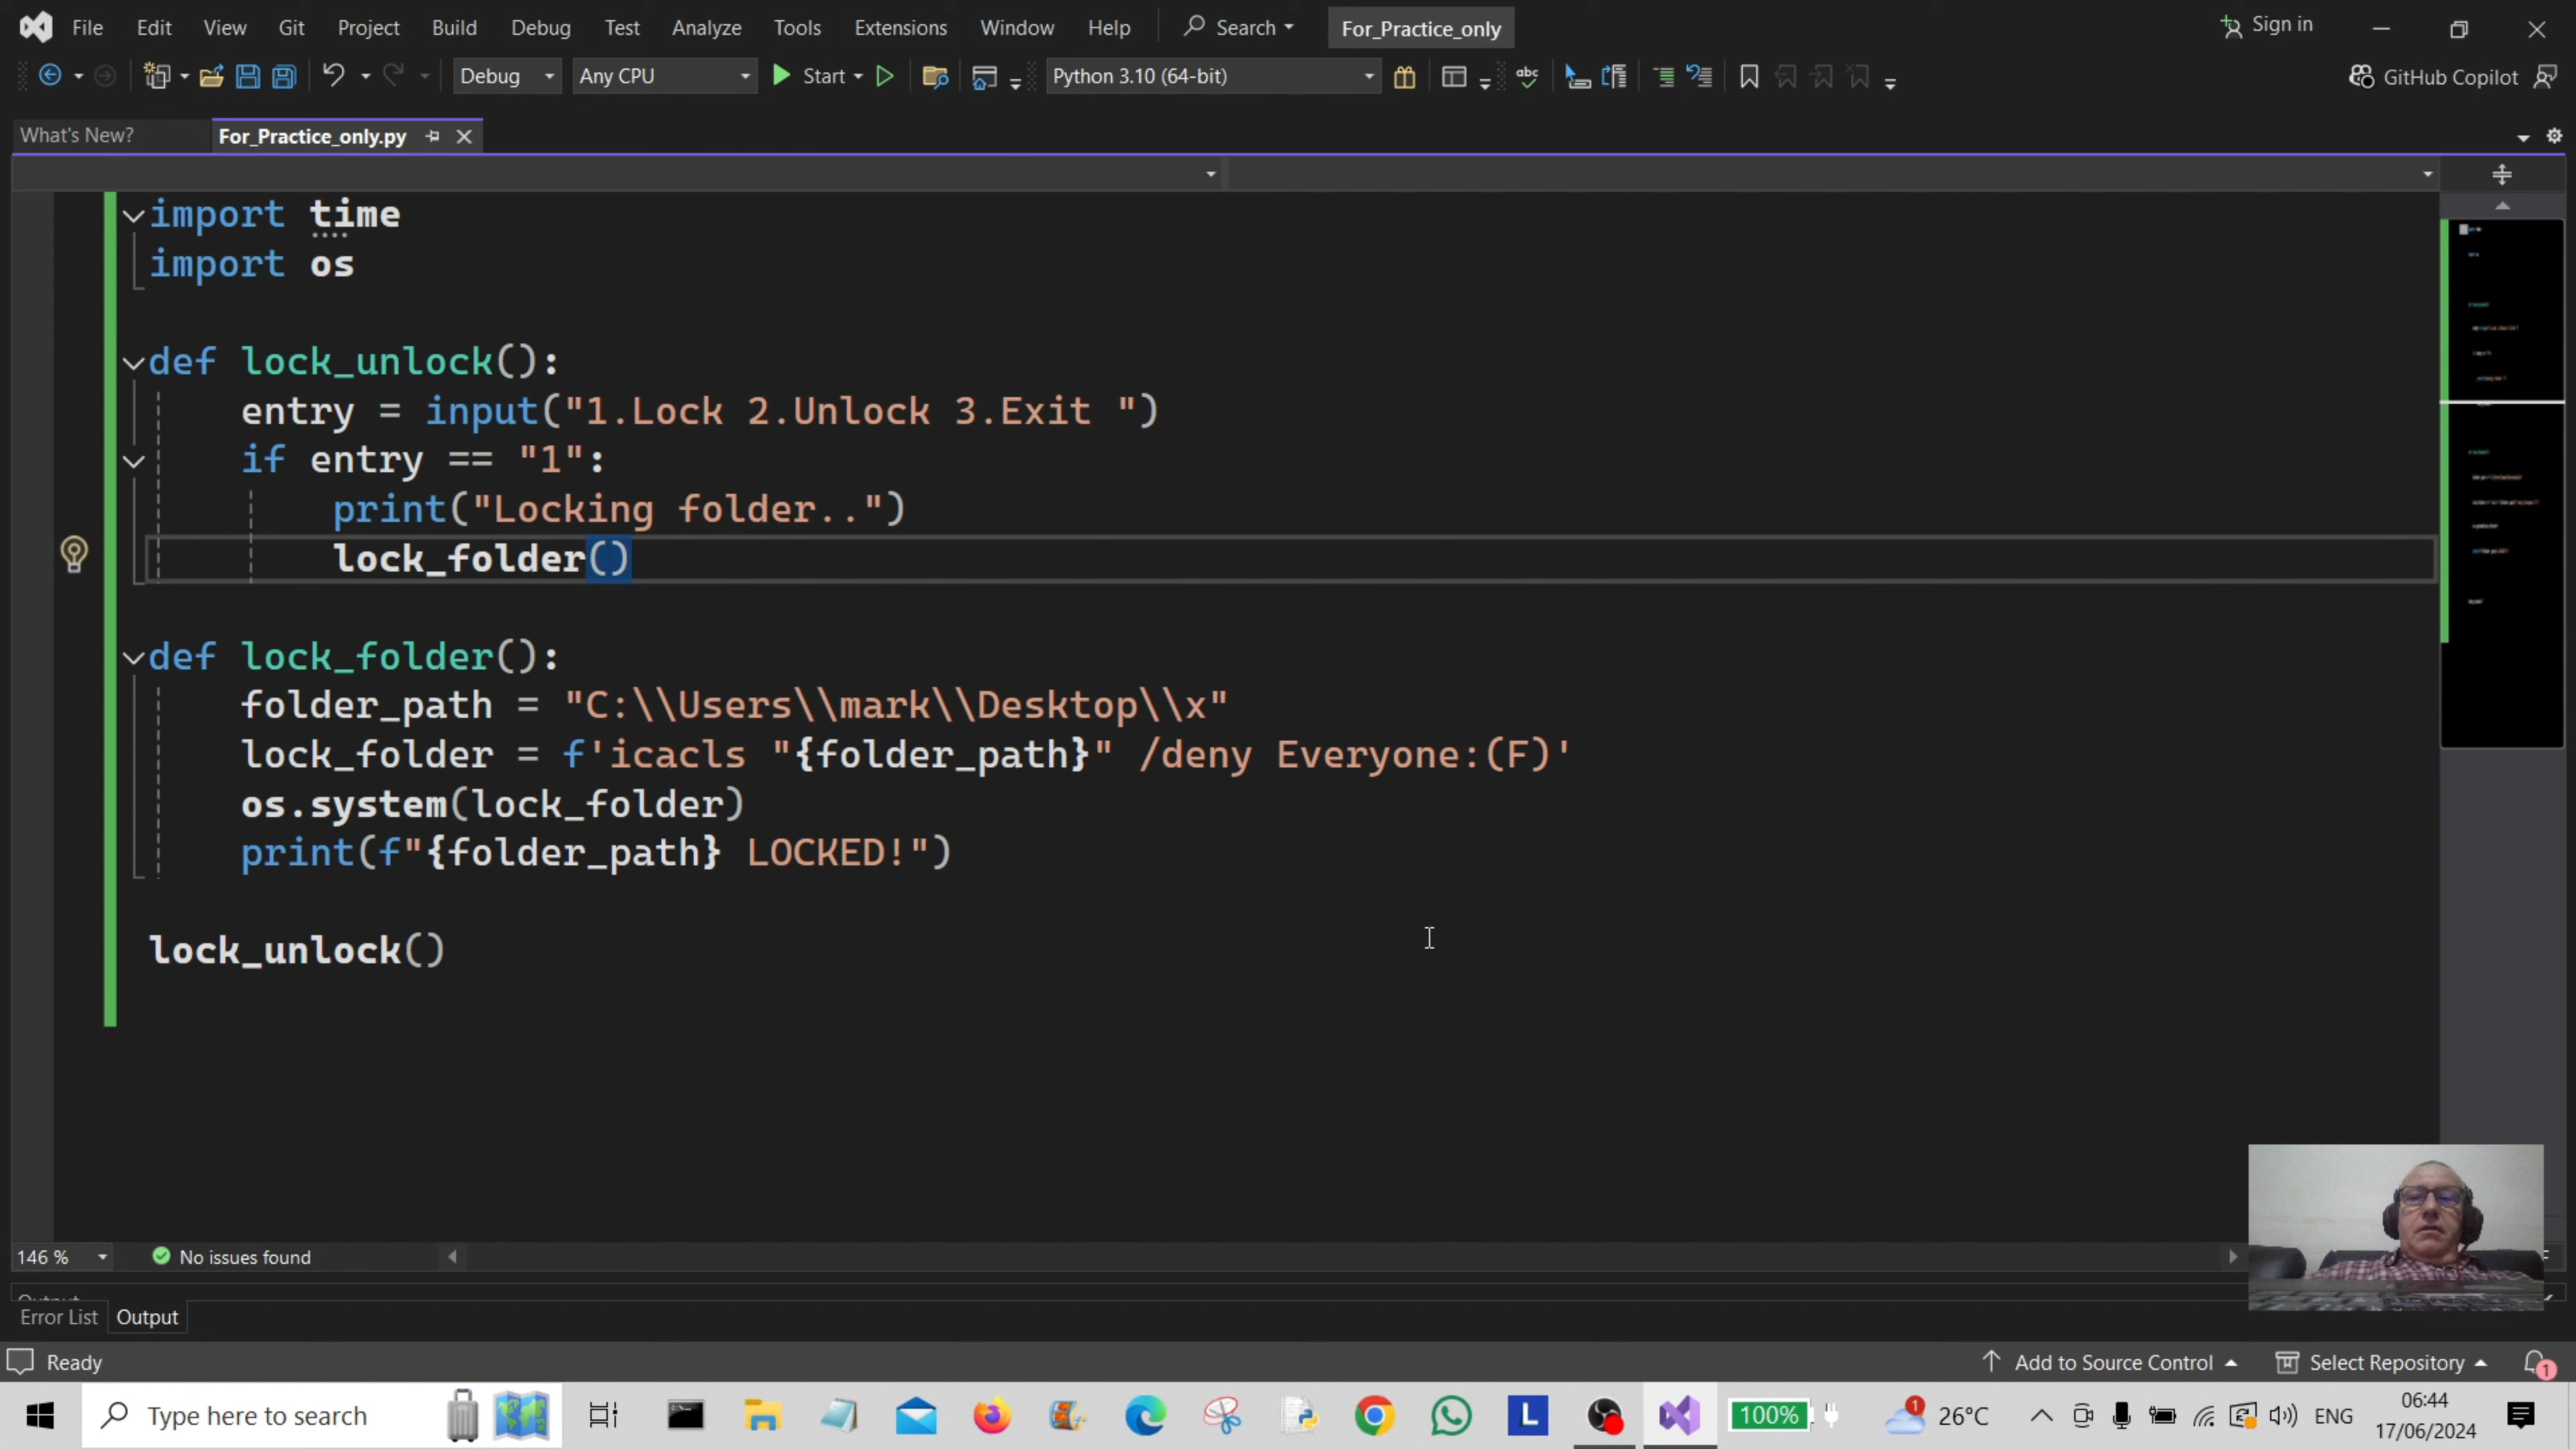 File Edit View Git Project Build Debug Test Analyze Tools Extensions Window Help Search For_Practice_only Sign in
Debug Any CPU Start Python 3.10 (64-bit) abc GitHub Copilot
What's New? For_Practice_only.py
import time
import os
def lock_unlock():
entry = input("1.Lock 2.Unlock 3.Exit ")
if entry == "1":
print("Locking folder..")
lock_folder()
def lock_folder():
folder_path = "C:\\Users\\mark\\Desktop\\x"
lock_folder = f'icacls "{folder_path}" /deny Everyone:(F)'
os.system(lock_folder)
print(f"{folder_path} LOCKED!")
lock_unlock()
146 % No issues found
Output
Error List Output
Ready Add to Source Control Select Repository 1
Type here to search L 100% 1 26°C ENG 06:44
17/06/2024